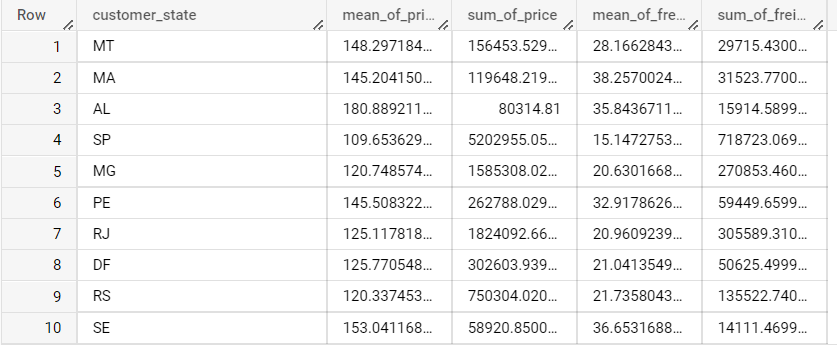 Row customer_state mean_of_pri... sum_of_price mean_of_fre... sum_of_frei...
1 MT 148.297184... 156453.529... 28.1662843... 29715.4300...
2 MA 145.204150... 119648.219... 38.2570024... 31523.7700...
3 AL 180.889211... 80314.81 35.8436711... 15914.5899...
4 SP 109.653629... 5202955.05... 15.1472753... 718723.069...
5 MG 120.748574... 1585308.02... 20.6301668... 270853.460...
6 PE 145.508322... 262788.029... 32.9178626... 59449.6599...
7 RJ 125.117818... 1824092.66... 20.9609239... 305589.310...
8 DF 125.770548... 302603.939... 21.0413549... 50625.4999...
9 RS 120.337453... 750304.020... 21.7358043... 135522.740...
10 SE 153.041168... 58920.8500... 36.6531688... 14111.4699...